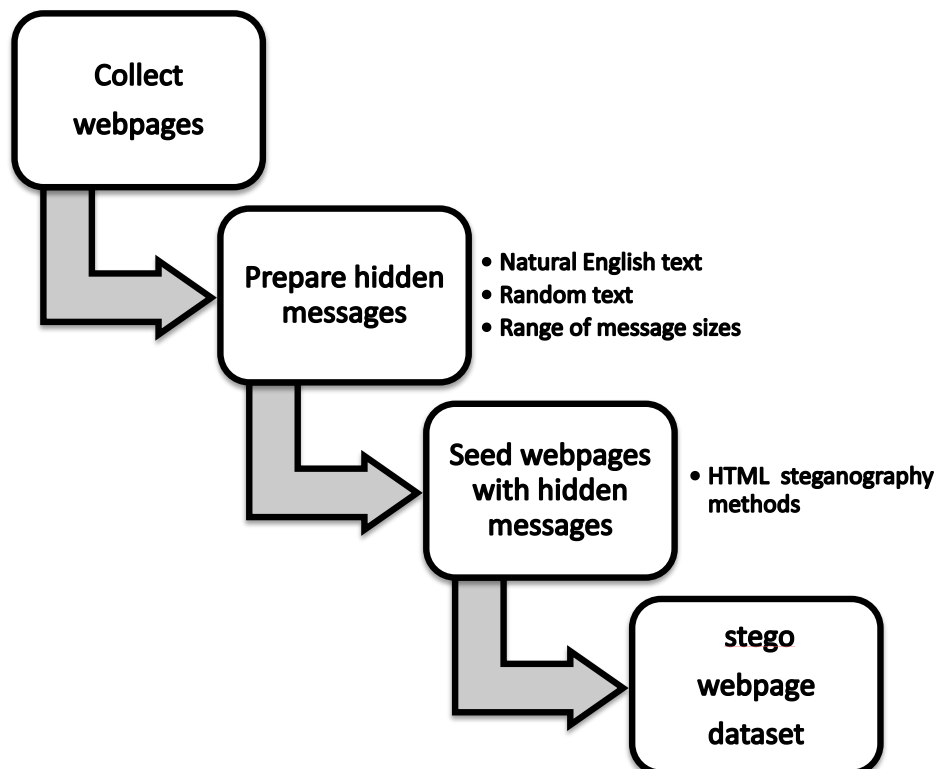 Collect
webpages
Prepare hidden
messages
• Natural English text
• Random text
• Range of message sizes
Seed webpages
with hidden
messages
• HTML steganography
methods
stego
webpage
dataset